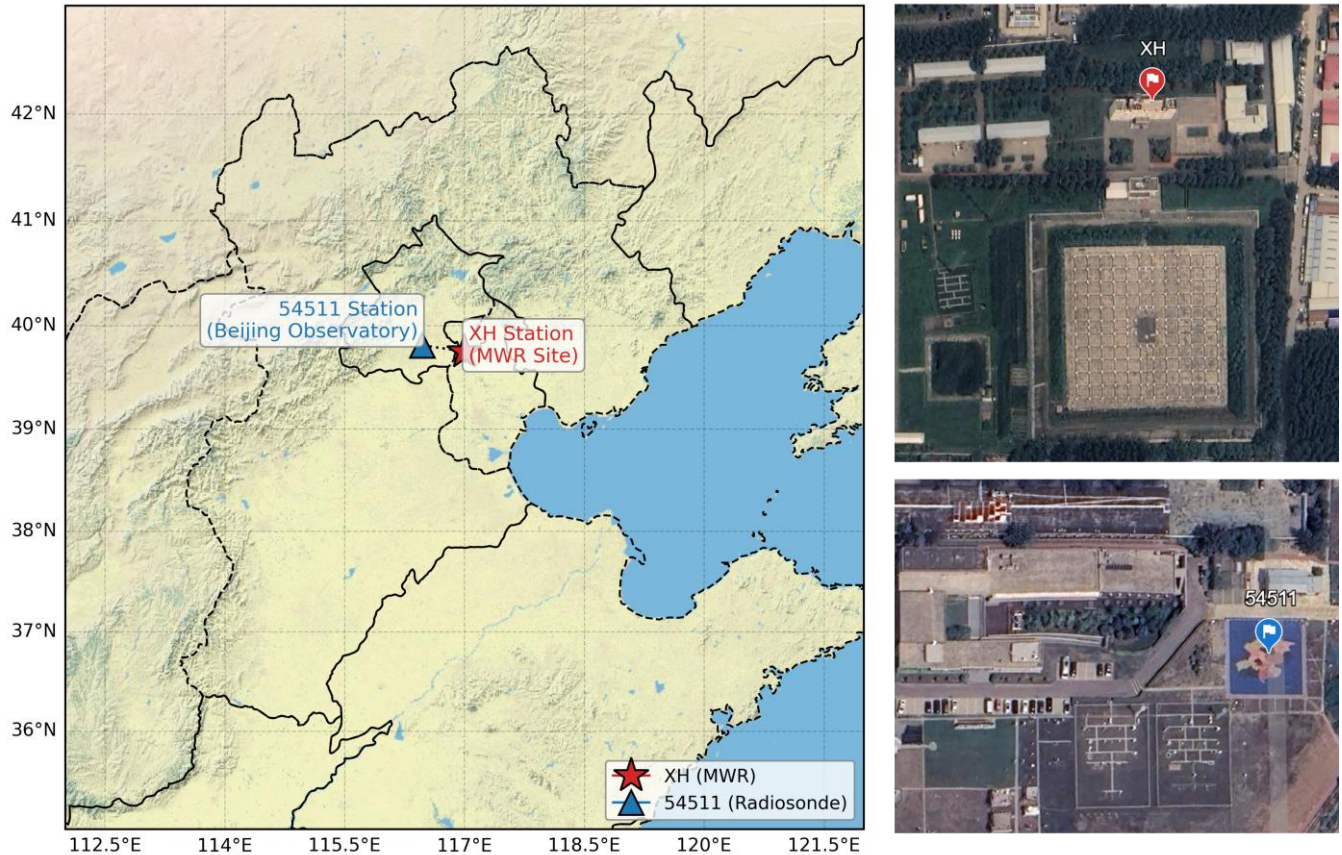 42°N
41°N
40°N
39°N
38°N
37°N
36°N
112.5°E
114°E
115.5°E
117°E
118.5°E
120°E
121.5°E
54511 Station
(Beijing Observatory)
XH Station
(MWR Site)
XH (MWR)
54511 (Radiosonde)
XH
54511